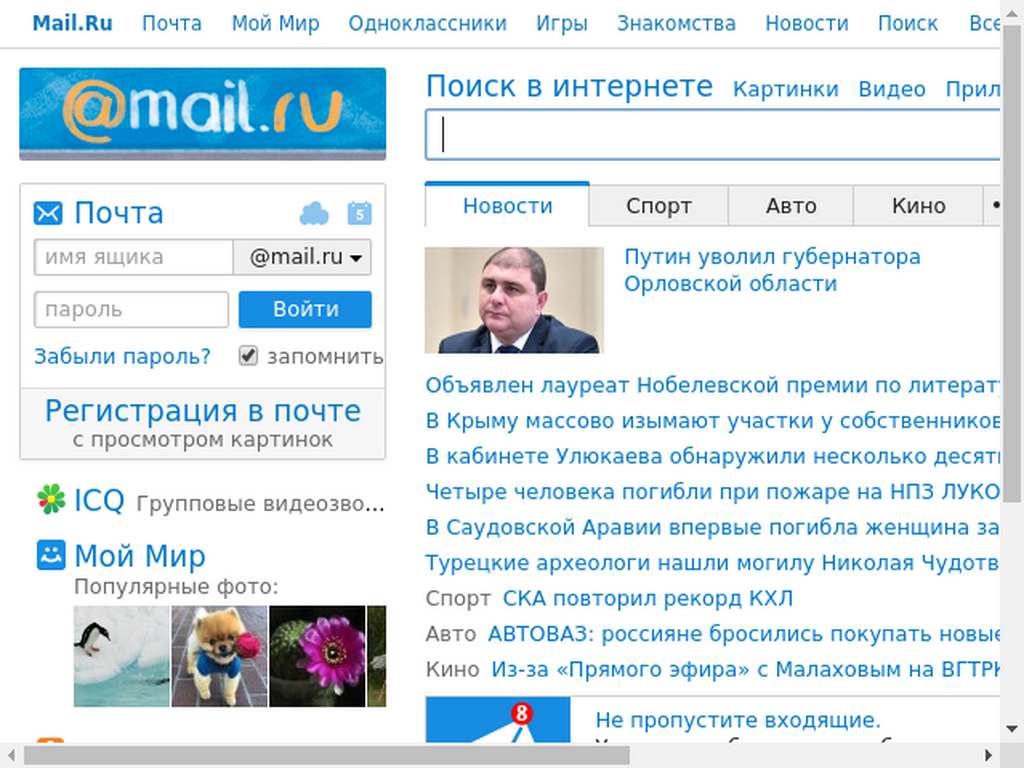 Mail.Ru Почта Мой Мир Одноклассники Игры Знакомства Новости Поиск Все
@mail.ru
Поиск в интернете Картинки Видео Прил
Почта 5
имя ящика @mail.ru
пароль Войти
Забыли пароль? запомнить
Регистрация в почте
с просмотром картинок
ICQ Групповые видеозво...
Мой Мир
Популярные фото:
Новости Спорт Авто Кино
Путин уволил губернатора
Орловской области
Объявлен лауреат Нобелевской премии по литерат
В Крыму массово изымают участки у собственников
В кабинете Улюкаева обнаружили несколько десят
Четыре человека погибли при пожаре на НПЗ ЛУКО
В Саудовской Аравии впервые погибла женщина за
Турецкие археологи нашли могилу Николая Чудотв
Спорт СКА повторил рекорд КХЛ
Авто АВТОВАЗ: россияне бросились покупать новые
Кино Из-за «Прямого эфира» с Малаховым на ВГТРК
8
Не пропустите входящие.